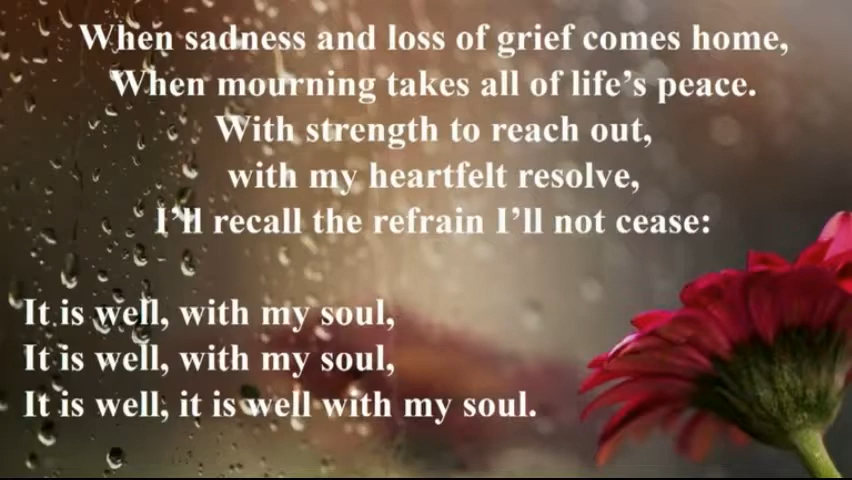 When sadness and loss of grief comes home,
When mourning takes all of life’s peace.
With strength to reach out,
with my heartfelt resolve,
I’ll recall the refrain I’ll not cease:
It is well, with my soul,
It is well, with my soul,
It is well; it is well with my soul.